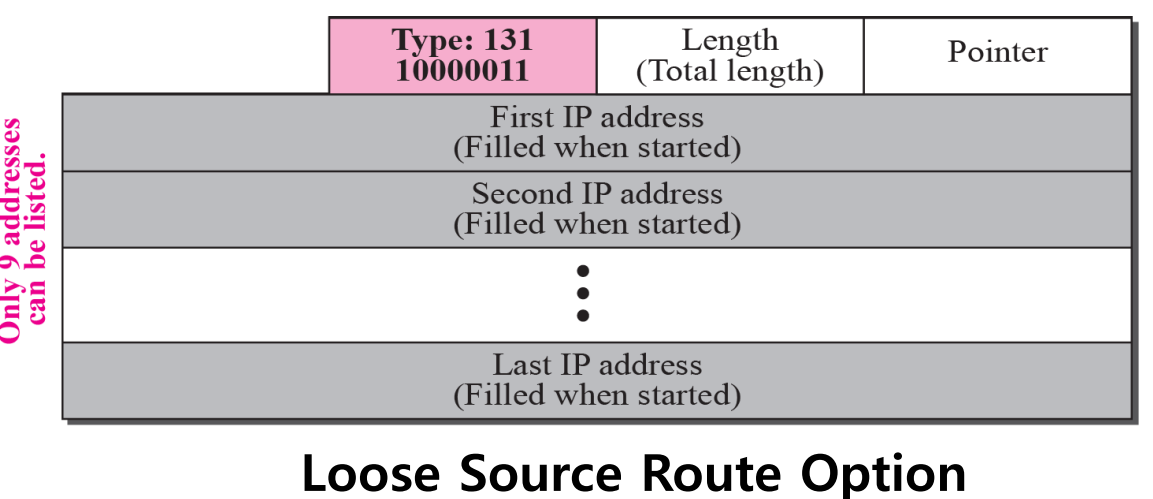 Type: 131
10000011
Length
(Total length)
Pointer
Only 9 addresses
can be listed.
First IP address
(Filled when started)
Second IP address
(Filled when started)
Last IP address
(Filled when started)
Loose Source Route Option